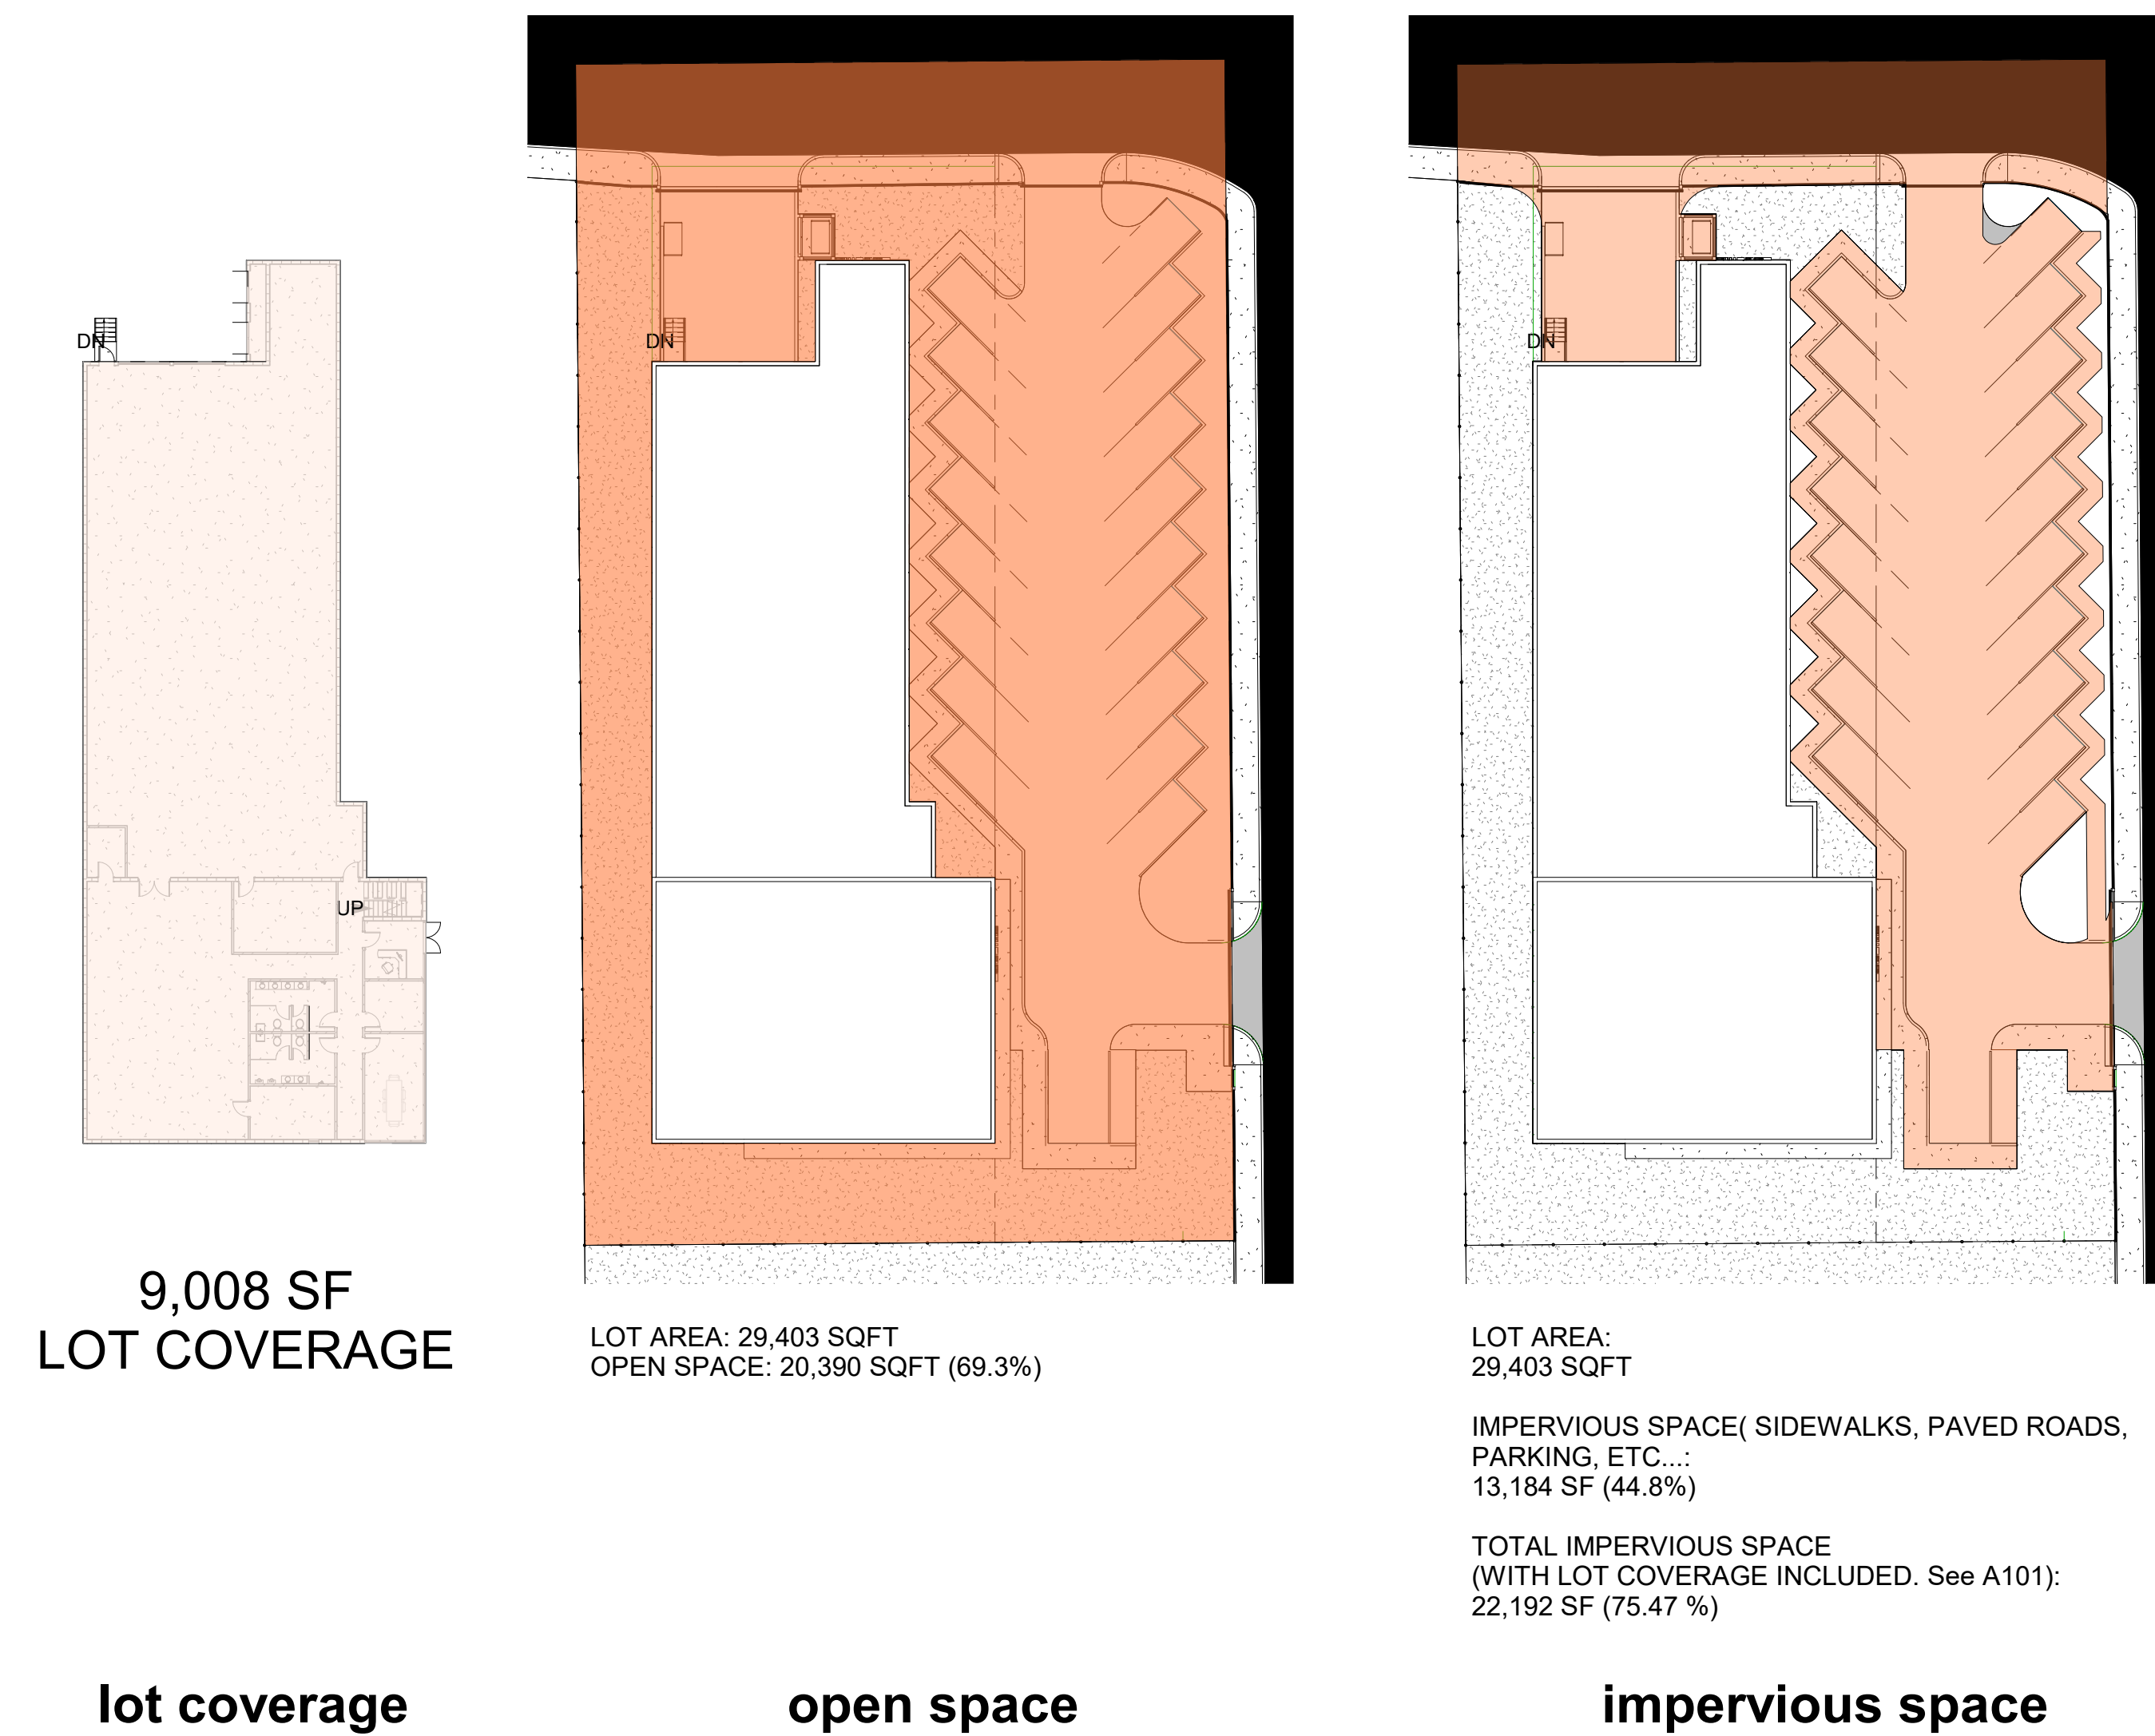 DN
UP
9,008 SF
LOT COVERAGE
lot coverage
DN
LOT AREA: 29,403 SQFT
OPEN SPACE: 20,390 SQFT (69.3%)
open space
DN
LOT AREA:
29,403 SQFT
IMPERVIOUS SPACE( SIDEWALKS, PAVED ROADS,
PARKING, ETC...:
13,184 SF (44.8%)
TOTAL IMPERVIOUS SPACE
(WITH LOT COVERAGE INCLUDED. See A101):
22,192 SF (75.47 %)
impervious space